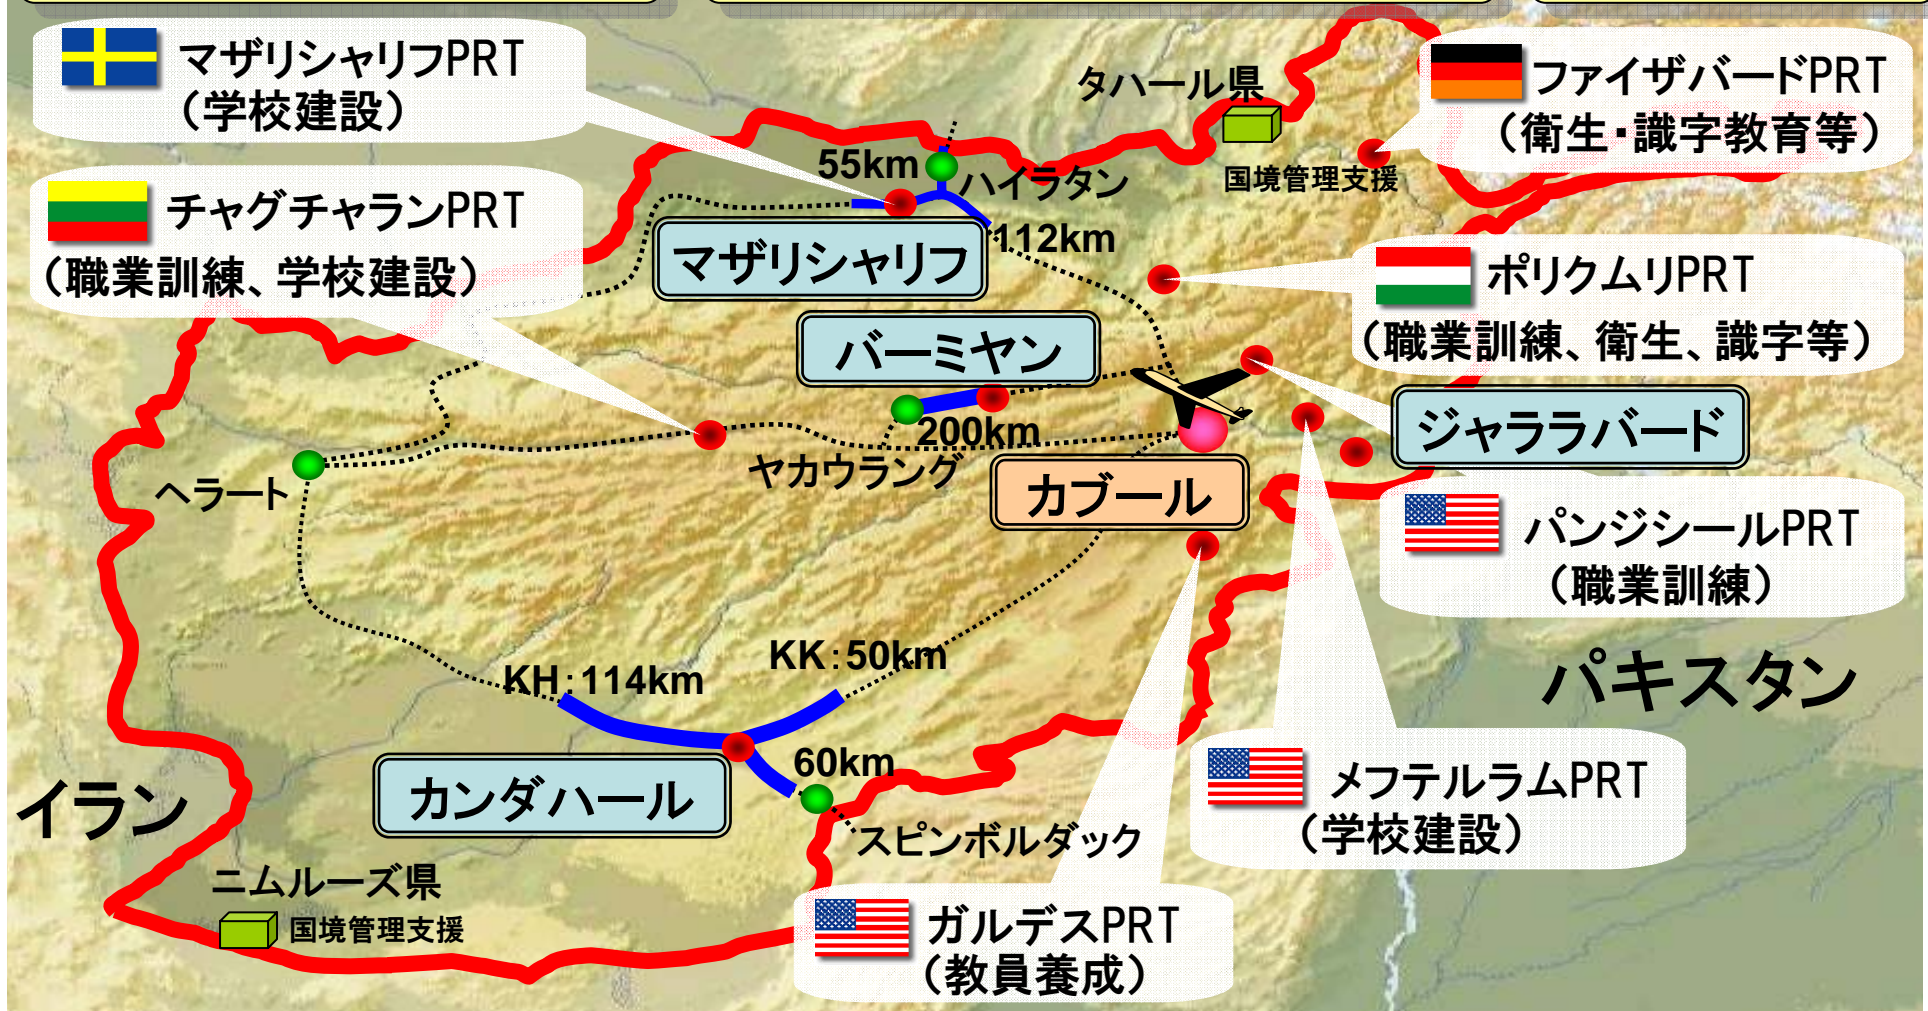 マザリシャリフPRT
（学校建設）
タハール県
国境管理支援
ファイザバードPRT
（衛生・識字教育等）
55km
ハイラタン
チャグチャランPRT
（職業訓練、学校建設）
マザリシャリフ
112km
ポリクムリPRT
（職業訓練、衛生、識字等）
バーミヤン
200km
ヤカウラング
ジャララバード
ヘラート
カブール
パンジシールPRT
（職業訓練）
KH：114km
KK：50km
パキスタン
60km
カンダハール
イラン
スピンボルダック
メフテルラムPRT
（学校建設）
ニムルーズ県
国境管理支援
ガルデスPRT
（教員養成）